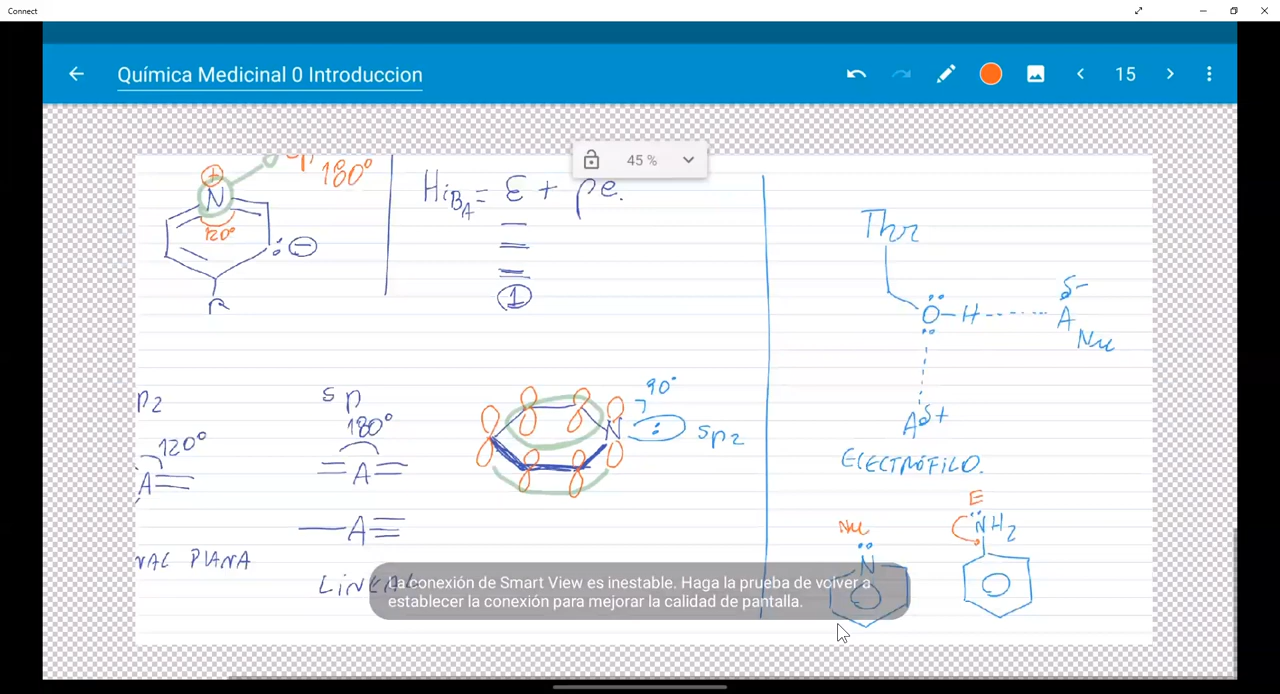 Connect
Química Medicinal 0 Introduccion
15
45 %
180°
+
N
120°
:
−
R
HiB A = E + pe.
1
p2
120°
A
NAL PLANA
sp
180°
A
A
LINEAL
90°
N
:
sp2
Thr
O-H
δ-
A
Nu
A δ+
ELECTRÓFILO.
Nu
N
E
NH2
La conexión de Smart View es inestable. Haga la prueba de volver a
establecer la conexión para mejorar la calidad de pantalla.